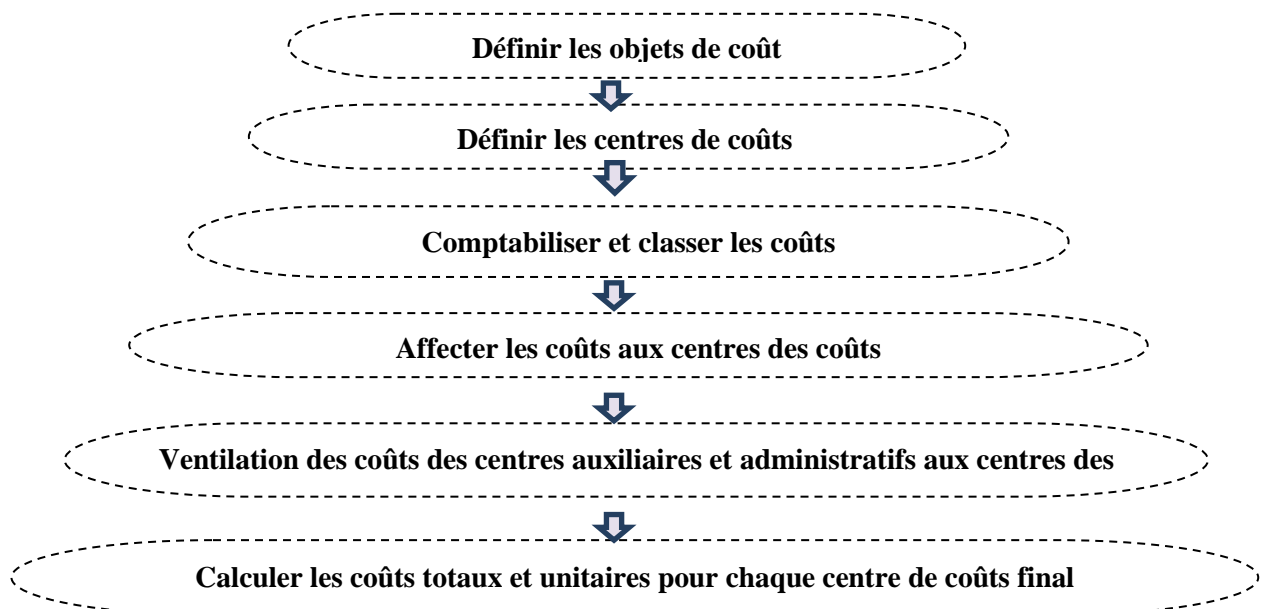 Définir les objets de coût
Définir les centres de coûts
Comptabiliser et classer les coûts
Affecter les coûts aux centres des coûts
Ventilation des coûts des centres auxiliaires et administratifs aux centres des
Calculer les coûts totaux et unitaires pour chaque centre de coûts final